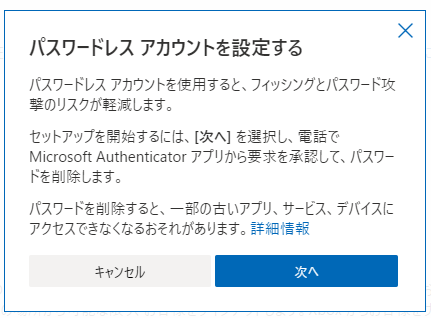 パスワードレス アカウントを設定する
パスワードレス アカウントを使用すると、フィッシングとパスワード攻
撃のリスクが軽減します。
セットアップを開始するには、[次へ] を選択し、電話で
Microsoft Authenticator アプリから要求を承認して、パスワー
ドを削除します。
パスワードを削除すると、一部の古いアプリ、サービス、デバイスに
アクセスできなくなるおそれがあります。詳細情報
キャンセル
次へ